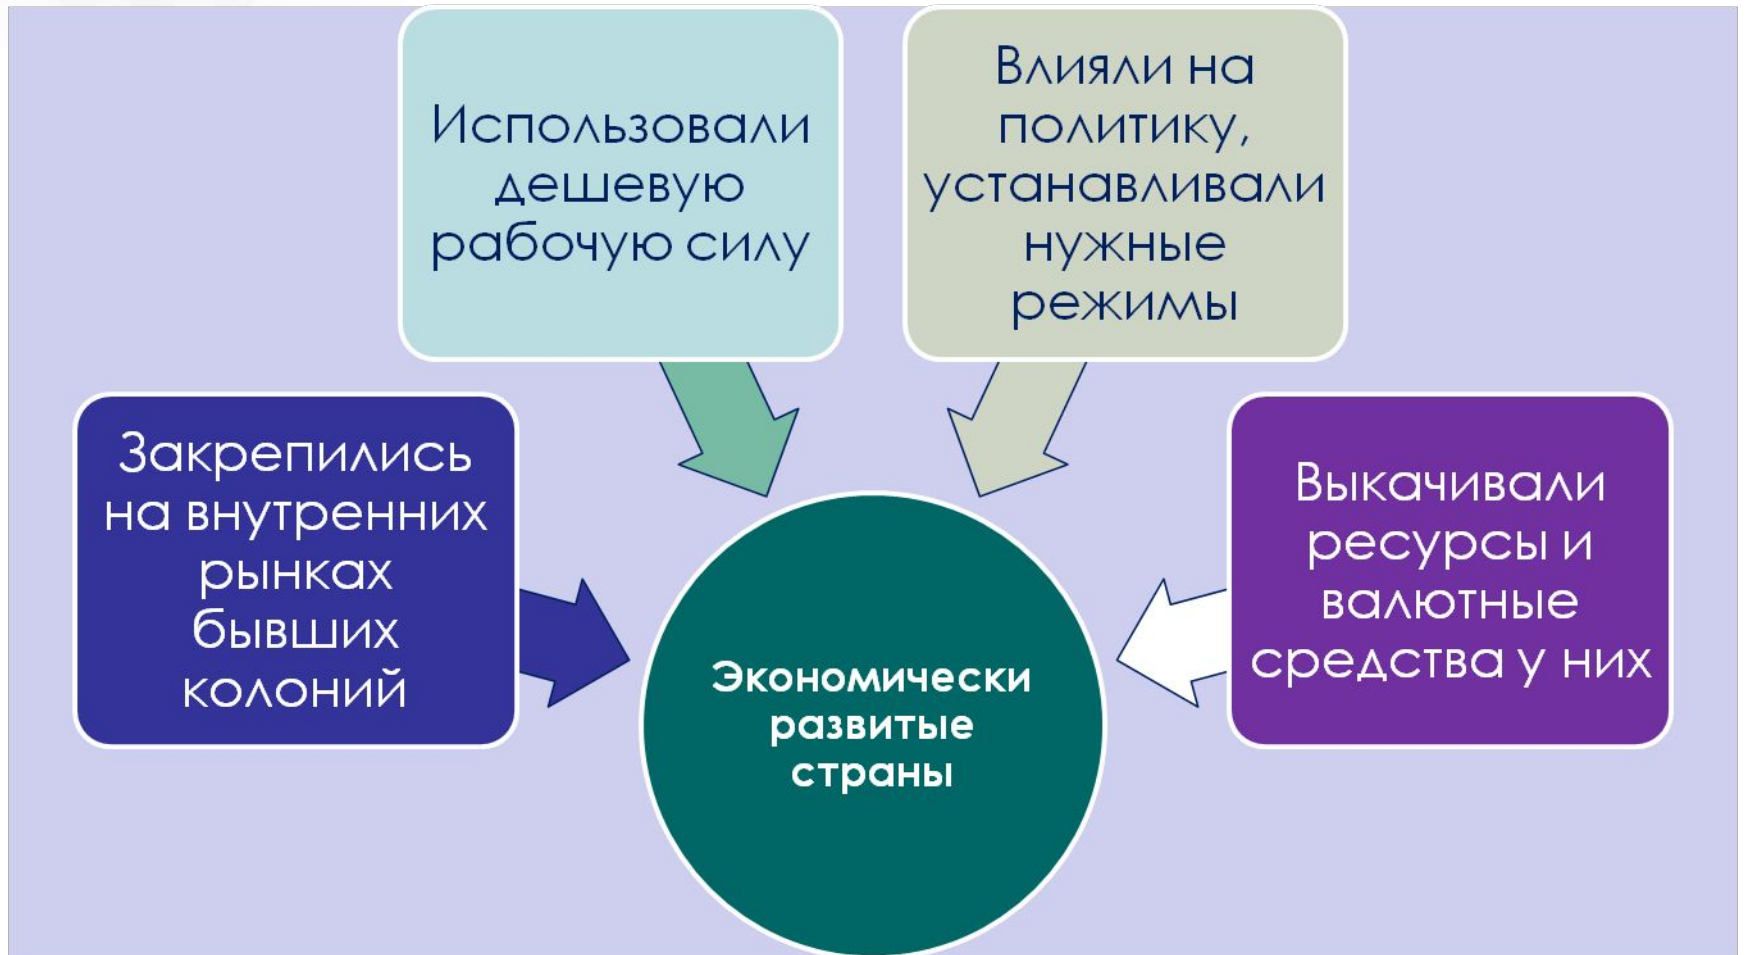 Использовали
дешевую
рабочую силу
Влияли на
политику,
устанавливали
нужные
режимы
Закрепились
на внутренних
рынках
бывших
колоний
Выкачивали
ресурсы и
валютные
средства у них
Экономически
развитые
страны